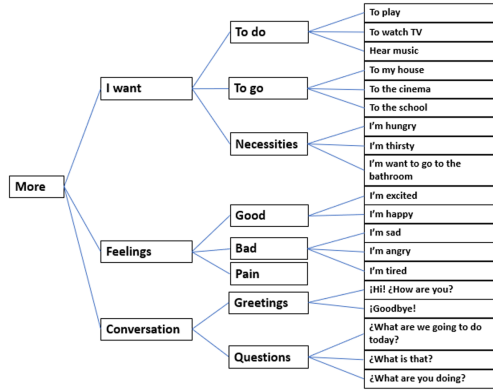 To play
To do
To watch TV
Hear music
To my house
I want
To go
To the cinema
To the school
I'm hungry
Necessities
I'm thirsty
I'm want to go to the
bathroom
More
I'm excited
Good
I'm happy
I'm sad
Feelings
Bad
I'm angry
Pain
I'm tired
¡Hi! ¿How are you?
Greetings
¡Goodbye!
Conversation
¿What are we going to do
today?
Questions
¿What is that?
¿What are you doing?